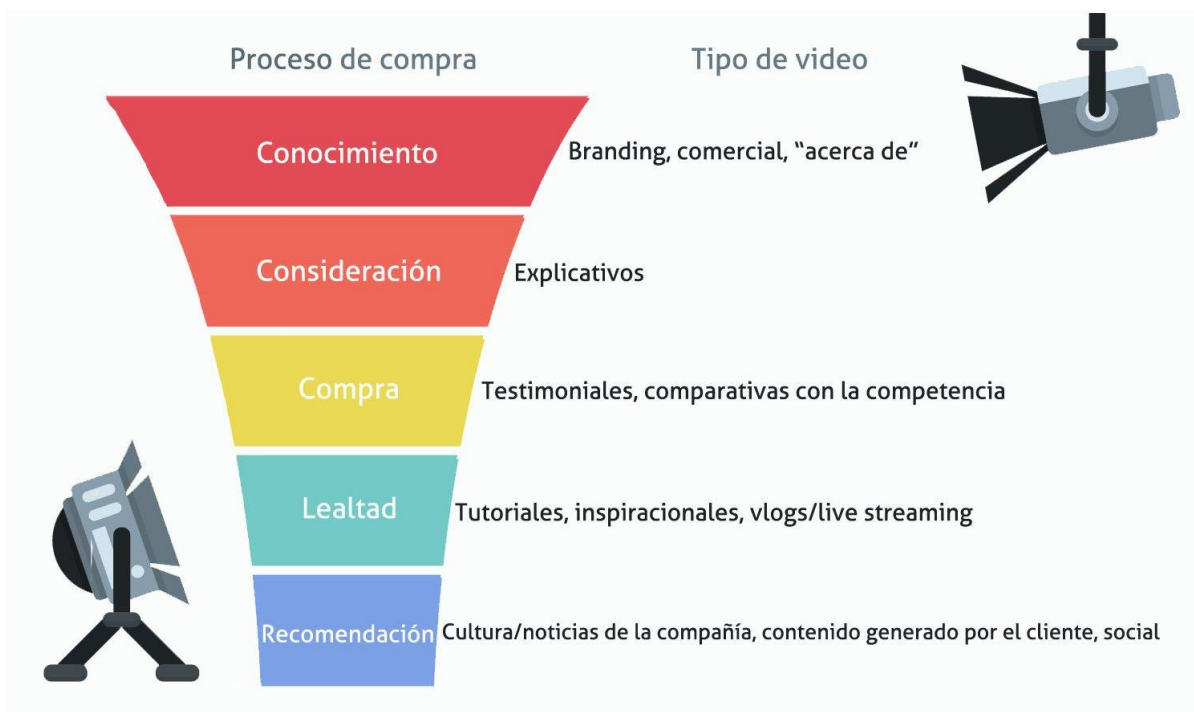 Proceso de compra
Tipo de video
Conocimiento
Branding, comercial, “acerca de”
Consideración
Explicativos
Compra
Testimoniales, comparativas con la competencia
Lealtad
Tutoriales, inspiracionales, vlogs/live streaming
Recomendación
Cultura/noticias de la compañía, contenido generado por el cliente, social